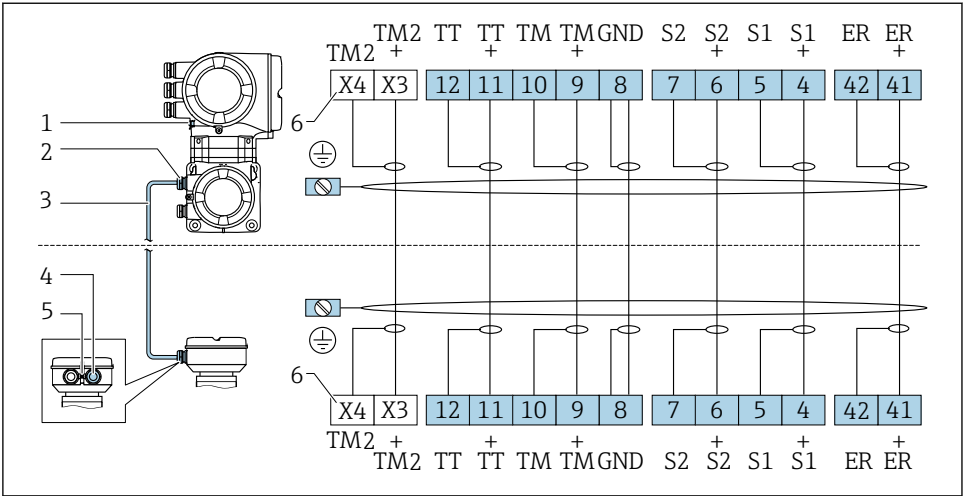 TM2 TT TT TM TM GND S2 S2 S1 S1 ER ER
TM2 + + + + + +
X4 X3 12 11 10 9 8 7 6 5 4 42 41
6
1
2
3
4
5
6
X4 X3 12 11 10 9 8 7 6 5 4 42 41
TM2 + + + + + +
TM2 TT TT TM TM GND S2 S2 S1 S1 ER ER